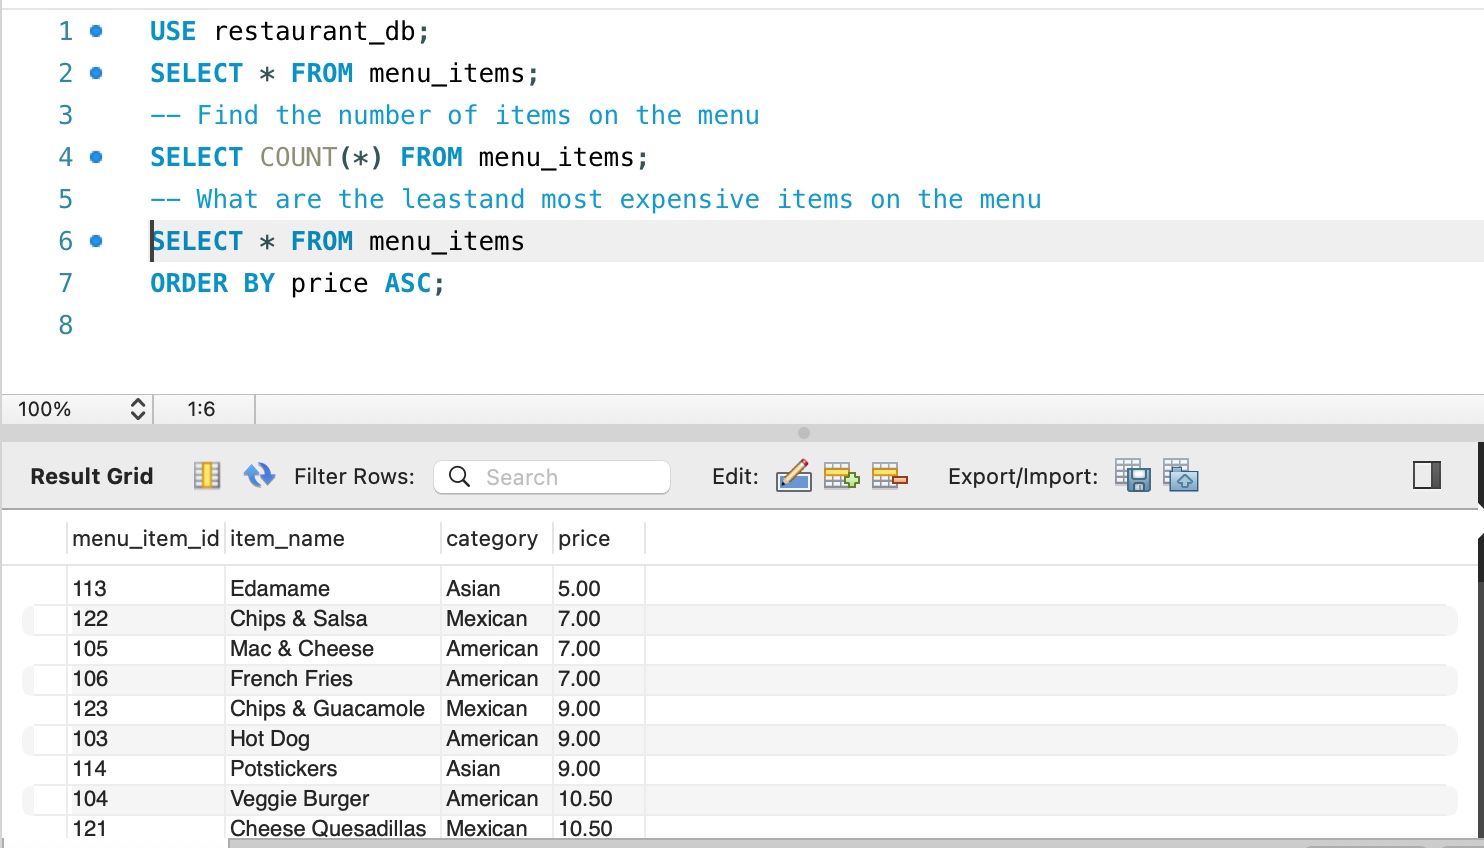 1 USE restaurant_db;
2 SELECT * FROM menu_items;
3 -- Find the number of items on the menu
4 SELECT COUNT(*) FROM menu_items;
5 -- What are the leastand most expensive items on the menu
6 SELECT * FROM menu_items
7 ORDER BY price ASC;
8
100% 1:6
Result Grid Filter Rows: Search Edit: Export/Import:
menu_item_id item_name category price
113 Edamame Asian 5.00
122 Chips & Salsa Mexican 7.00
105 Mac & Cheese American 7.00
106 French Fries American 7.00
123 Chips & Guacamole Mexican 9.00
103 Hot Dog American 9.00
114 Potstickers Asian 9.00
104 Veggie Burger American 10.50
121 Cheese Quesadillas Mexican 10.50